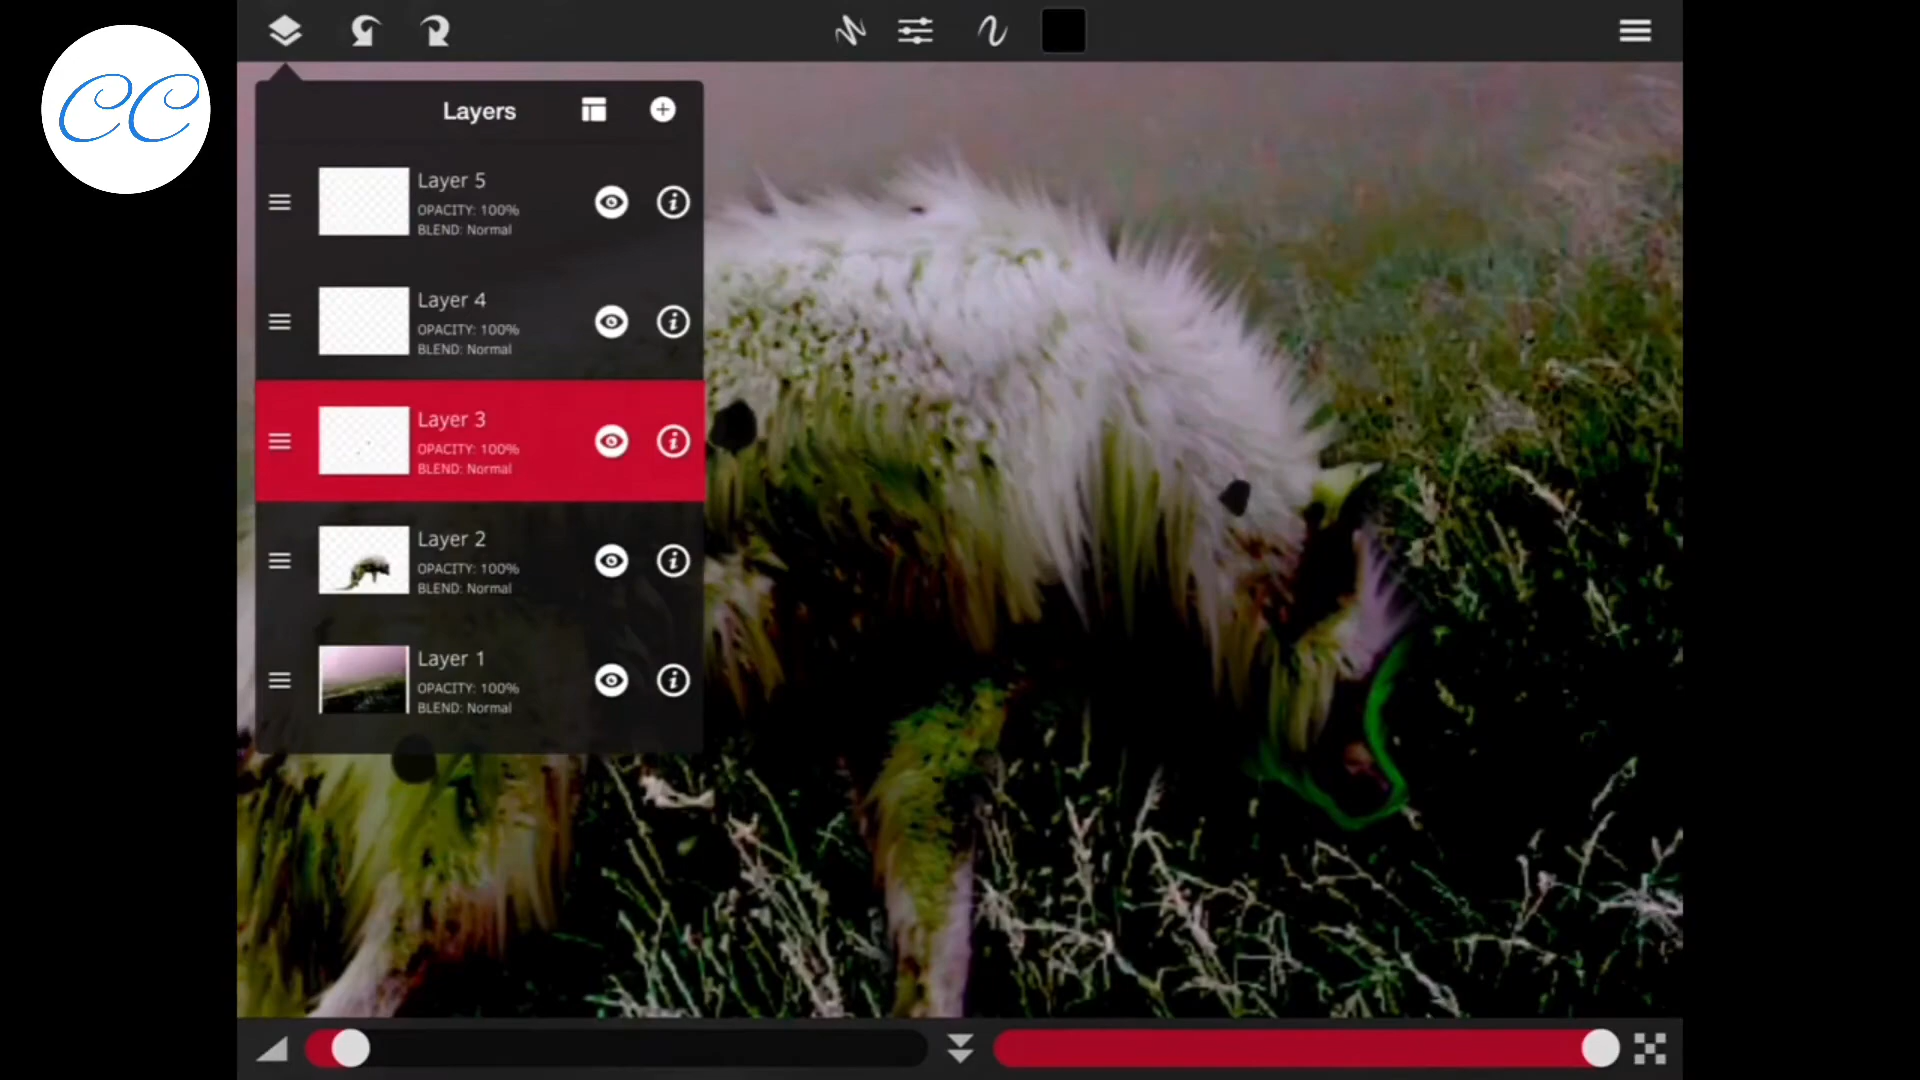 CC
Layers
Layer 5
OPACITY: 100%
BLEND: Normal
Layer 4
OPACITY: 100%
BLEND: Normal
Layer 3
OPACITY: 100%
BLEND: Normal
Layer 2
OPACITY: 100%
BLEND: Normal
Layer 1
OPACITY: 100%
BLEND: Normal